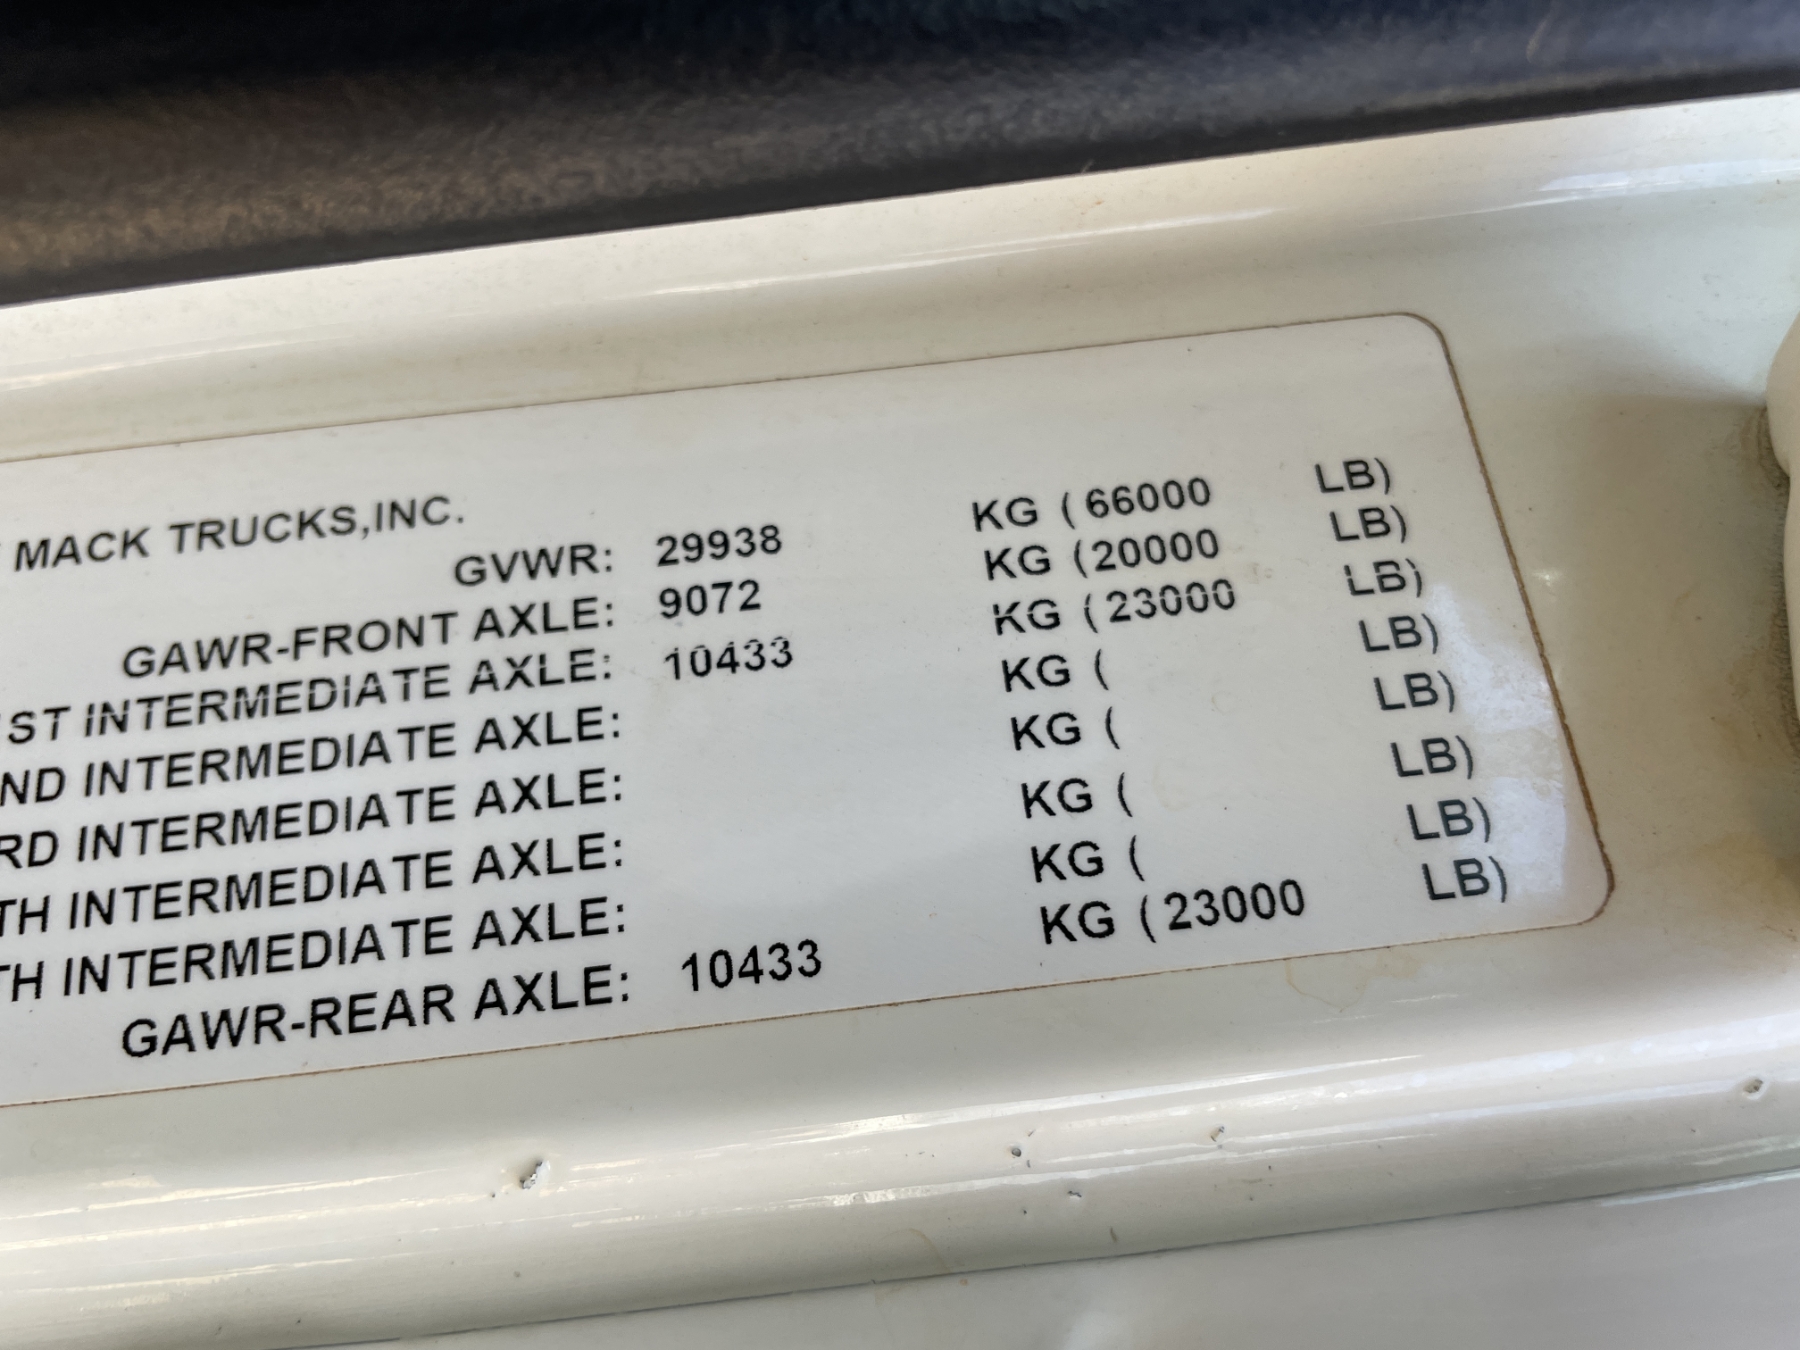 MACK TRUCKS,INC.
GVWR: 29938 KG (66000 LB)
GAWR-FRONT AXLE: 9072 KG (20000 LB)
ST INTERMEDIATE AXLE: 10433 KG (23000 LB)
ND INTERMEDIATE AXLE: KG ( LB)
RD INTERMEDIATE AXLE: KG ( LB)
TH INTERMEDIATE AXLE: KG ( LB)
TH INTERMEDIATE AXLE: KG ( LB)
GAWR-REAR AXLE: 10433 KG (23000 LB)